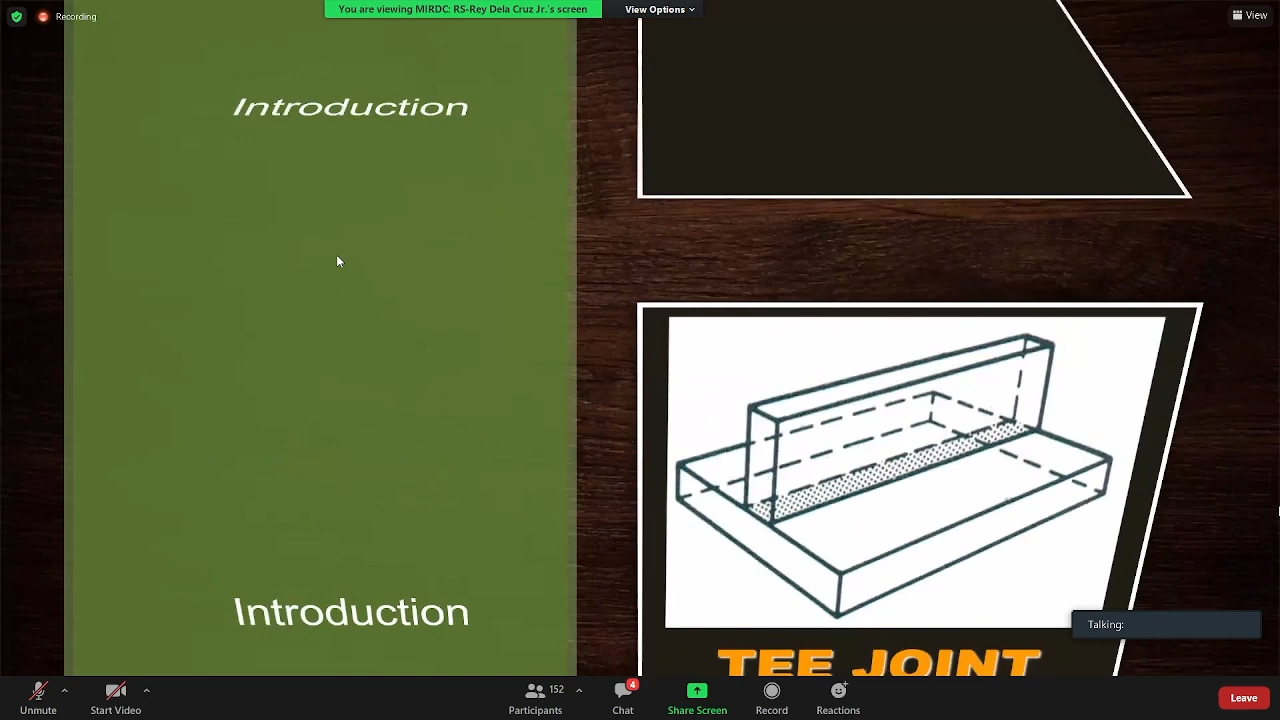 Recording
You are viewing MIRDC: RS-Rey Dela Cruz Jr.'s screen
View Options
View
Introduction
Introduction
TEE JOINT
Talking:
Unmute
Start Video
152
Participants
4
Chat
Share Screen
Record
Reactions
Leave